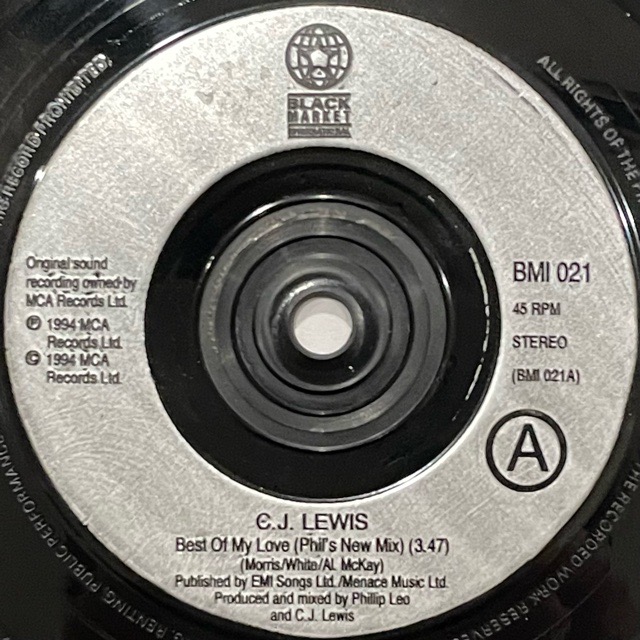 BLACK
MARKET
INTERNATIONAL
Original sound
recording owned by
MCA Records Ltd.
℗ 1994 MCA
Records Ltd.
© 1994 MCA
Records Ltd.
BMI 021
45 RPM
STEREO
(BMI 021A)
A
C.J. LEWIS
Best Of My Love (Phil's New Mix) (3.47)
(Morris/White/AL McKay)
Published by EMI Songs Ltd./Menace Music Ltd.
Produced and mixed by Phillip Leo
and C.J. Lewis
ALL RIGHTS OF THE
RECORDED WORK RESERVE
RENTING PUBLIC PERFORMANCE
RECORD PROHIBITED.